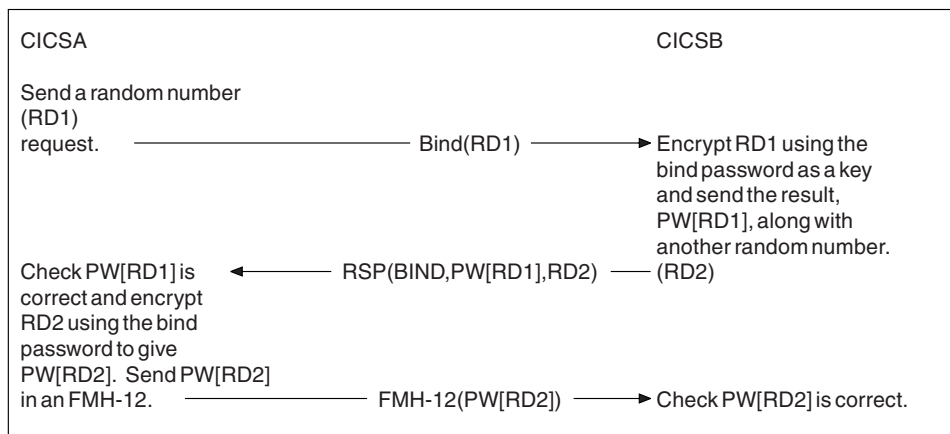 CICSA CICSB
Send a random number
(RD1)
request. Bind(RD1) Encrypt RD1 using the
bind password as a key
and send the result,
PW[RD1], along with
another random number.
Check PW[RD1] is RSP(BIND,PW[RD1],RD2) (RD2)
correct and encrypt
RD2 using the bind
password to give
PW[RD2]. Send PW[RD2]
in an FMH-12. FMH-12(PW[RD2]) Check PW[RD2] is correct.